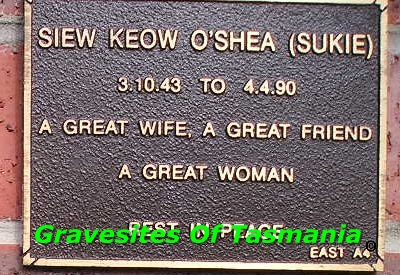 SIEW KEOW O'SHEA (SUKIE)
3.10.43 TO 4.4.90
A GREAT WIFE, A GREAT FRIEND
A GREAT WOMAN
REST IN PEACE
Gravesites Of Tasmania ®
EAST A4